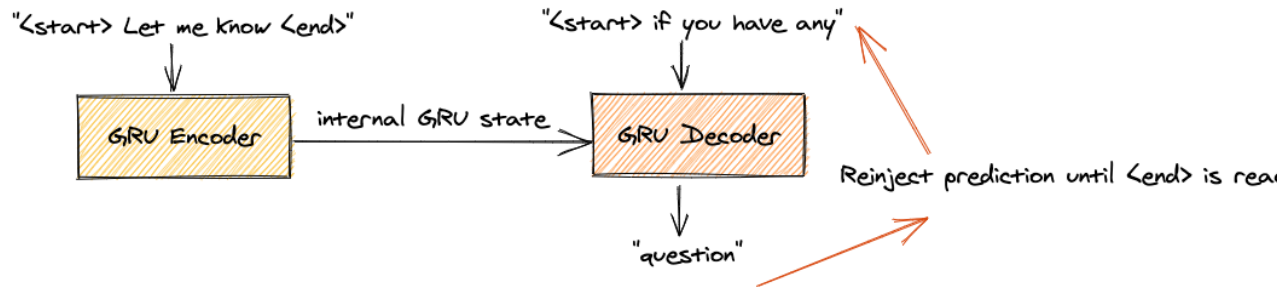 "<start> Let me know <end>"
"<start> if you have any"
GRU Encoder
internal GRU state
GRU Decoder
Reinject prediction until <end> is
"question"